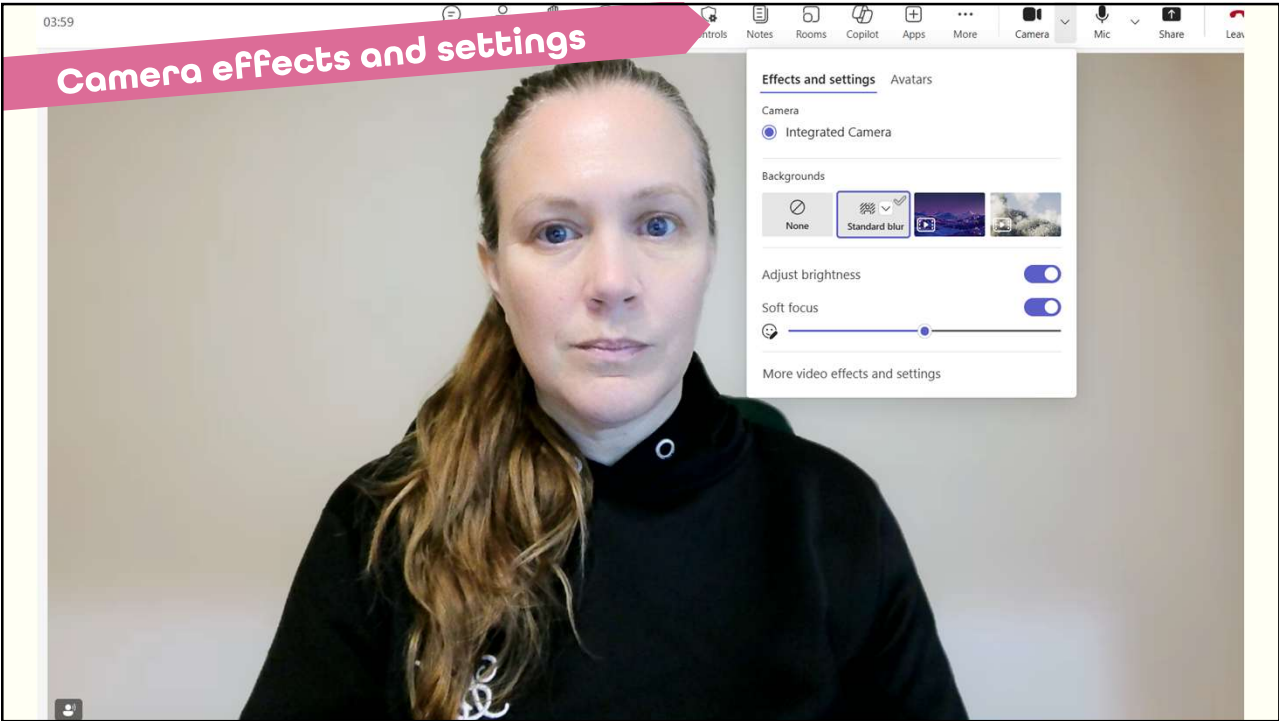 03:59
Camera effects and settings
Notes Rooms Copilot Apps More Camera Mic Share
Effects and settings Avatars
Camera
Integrated Camera
Backgrounds
None Standard blur
Adjust brightness
Soft focus
More video effects and settings